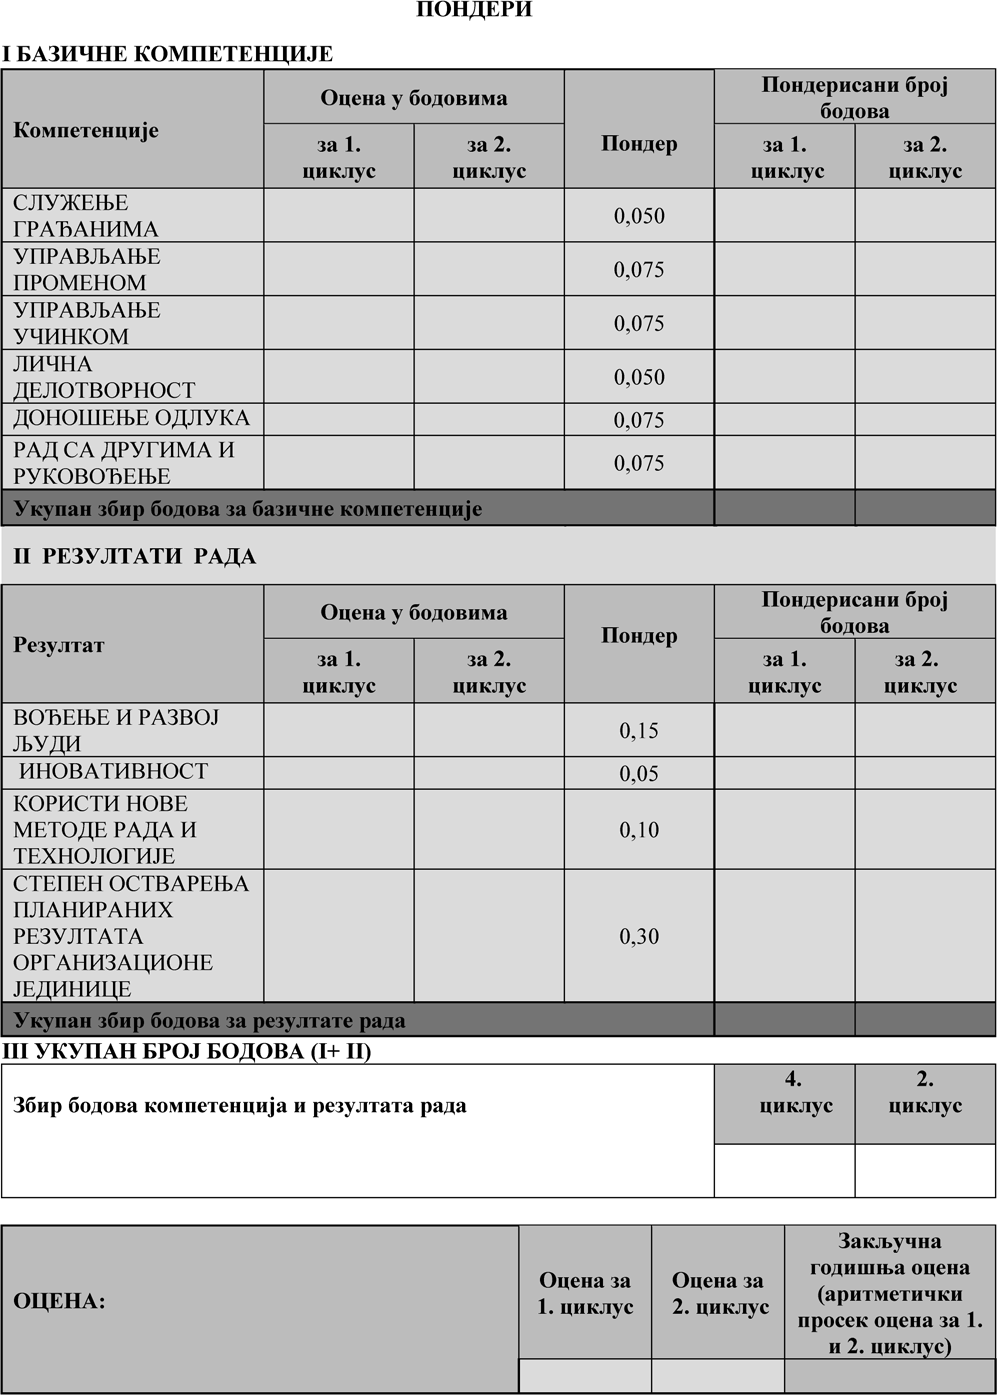 ПОНДЕРИ
I БАЗИЧНЕ КОМПЕТЕНЦИЈЕ
Компетенције
Оцена у бодовима
Пондер
Пондерисани број
бодова
за 1.
циклус
за 2.
циклус
за 1.
циклус
за 2.
циклус
СЛУЖЕЊЕ
ГРАЂАНИМА
0,050
УПРАВЉАЊЕ
ПРОМЕНОМ
0,075
УПРАВЉАЊЕ
УЧИНКОМ
0,075
ЛИЧНА
ДЕЛОТВОРНОСТ
0,050
ДОНОШЕЊЕ ОДЛУКА
0,075
РАД СА ДРУГИМА И
РУКОВОЂЕЊЕ
0,075
Укупан збир бодова за базичне компетенције
II РЕЗУЛТАТИ РАДА
Резултат
Оцена у бодовима
Пондер
Пондерисани број
бодова
за 1.
циклус
за 2.
циклус
за 1.
циклус
за 2.
циклус
ВОЂЕЊЕ И РАЗВОЈ
ЉУДИ
0,15
ИНОВАТИВНОСТ
0,05
КОРИСТИ НОВЕ
МЕТОДЕ РАДА И
ТЕХНОЛОГИЈЕ
0,10
СТЕПЕН ОСТВАРЕЊА
ПЛАНИРАНИХ
РЕЗУЛТАТА
ОРГАНИЗАЦИОНЕ
ЈЕДИНИЦЕ
0,30
Укупан збир бодова за резултате рада
III УКУПАН БРОЈ БОДОВА (I+ II)
Збир бодова компетенција и резултата рада
4.
циклус
2.
циклус
ОЦЕНА:
Оцена за
1. циклус
Оцена за
2. циклус
Закључна
годишња оцена
(аритметички
просек оцена за 1.
и 2. циклус)